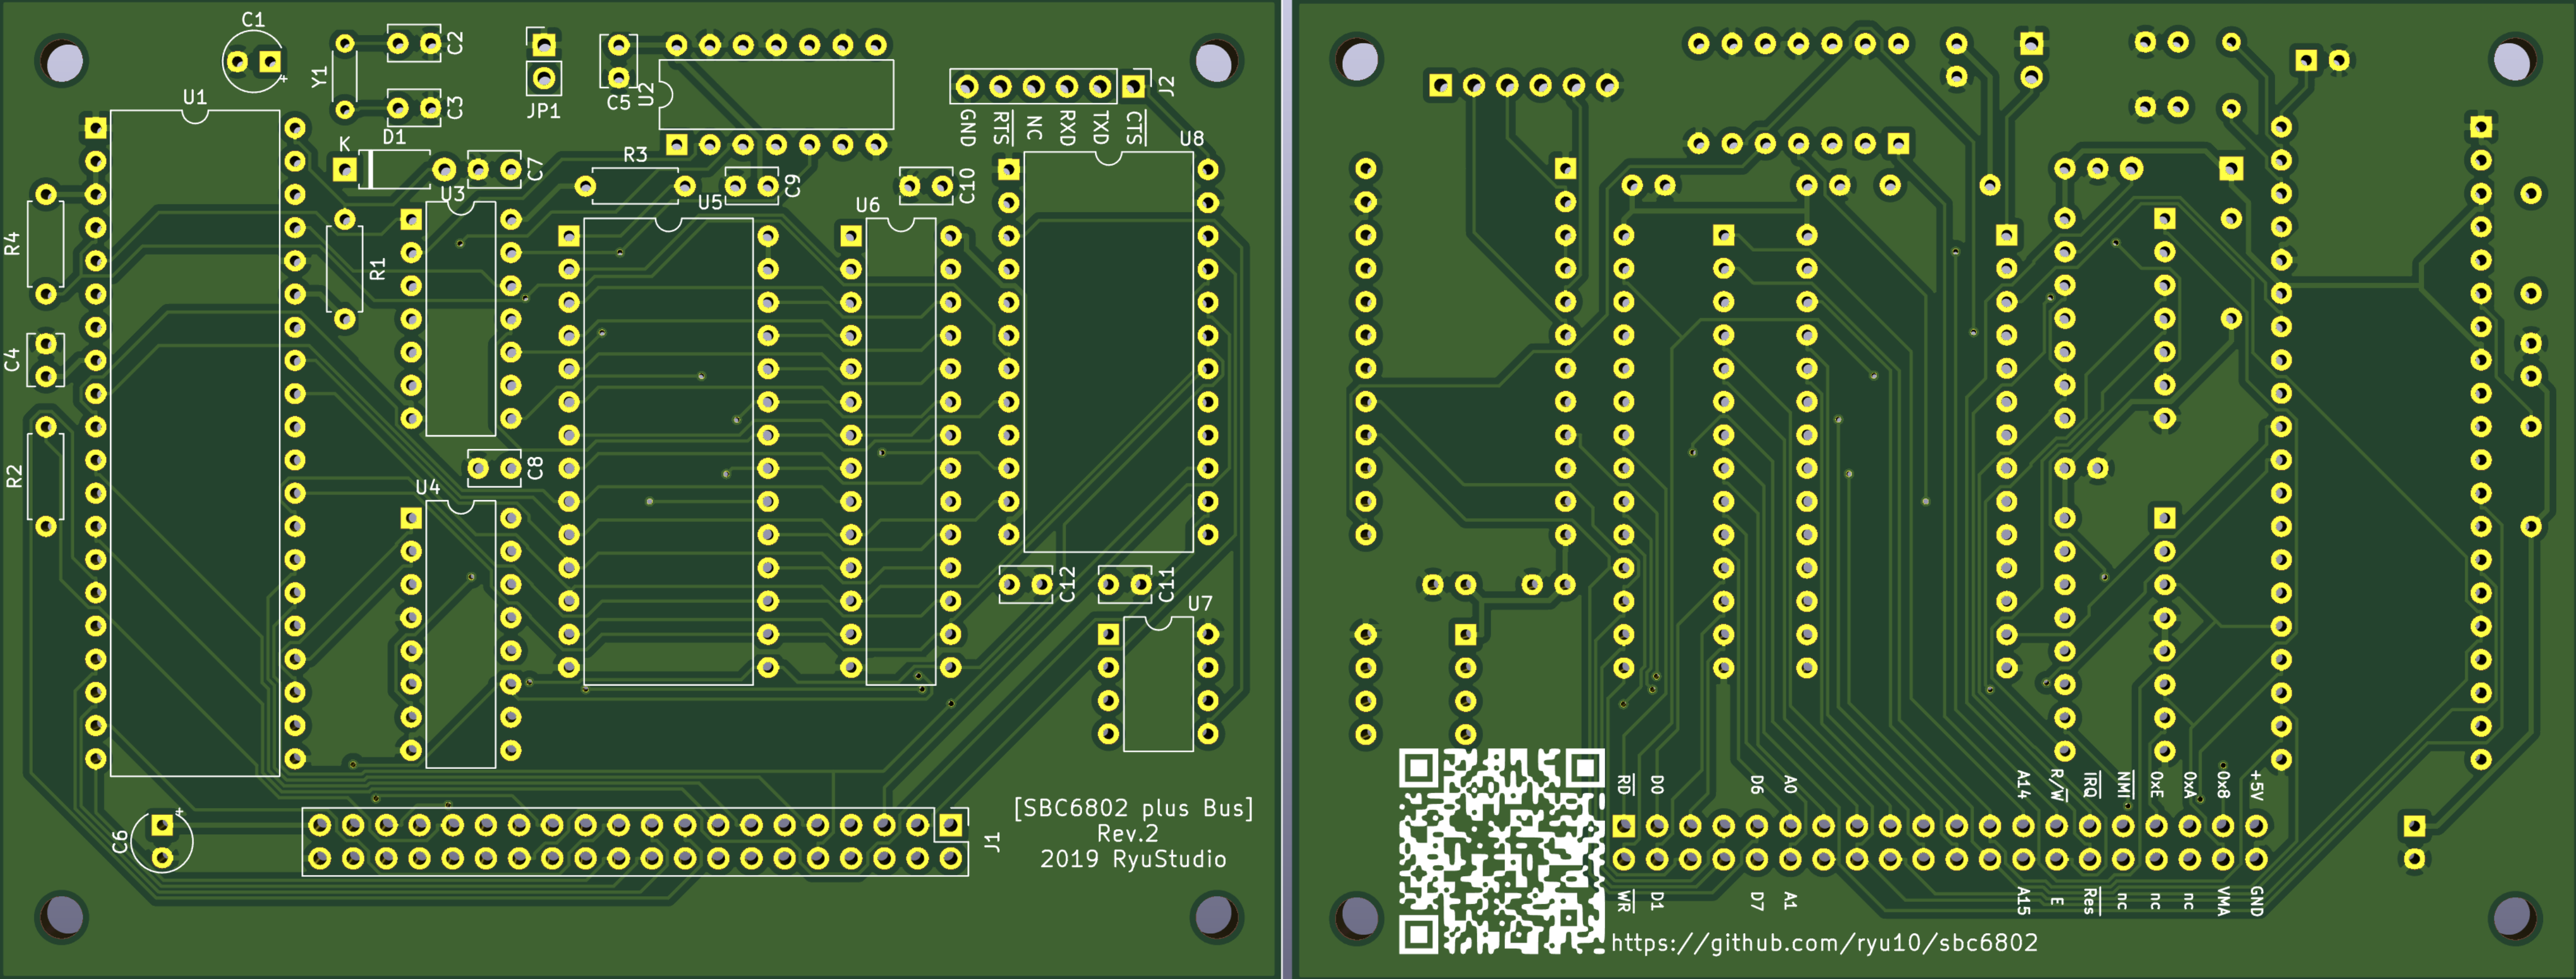 C1
C2
Y1
C3
JP1
C5
U2
J2
GND
RTS
NC
RXD
TXD
CTS
U1
D1
K
C7
R3
C9
C10
U8
U3
U5
U6
R4
R1
C4
R2
C8
U4
C12
C11
U7
C6
+
+
J1
[SBC6802 plus Bus]
Rev.2
2019 RyuStudio
RD
D0
D6
A0
A14
R/W
IRQ
NMI
0xE
0xA
0x8
+5V
WR
D1
D7
A1
A15
E
Res
nc
nc
nc
VMA
GND
https://github.com/ryu10/sbc6802